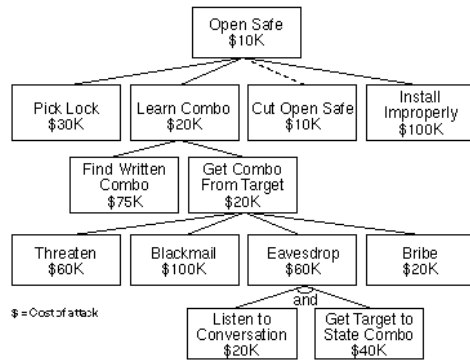 Open Safe
$10K
Pick Lock
$30K
Learn Combo
$20K
Cut Open Safe
$10K
Install
Improperly
$100K
Find Written
Combo
$75K
Get Combo
From Target
$20K
Threaten
$60K
Blackmail
$100K
Eavesdrop
$60K
Bribe
$20K
and
$ = Cost of attack
Listen to
Conversation
$20K
Get Target to
State Combo
$40K